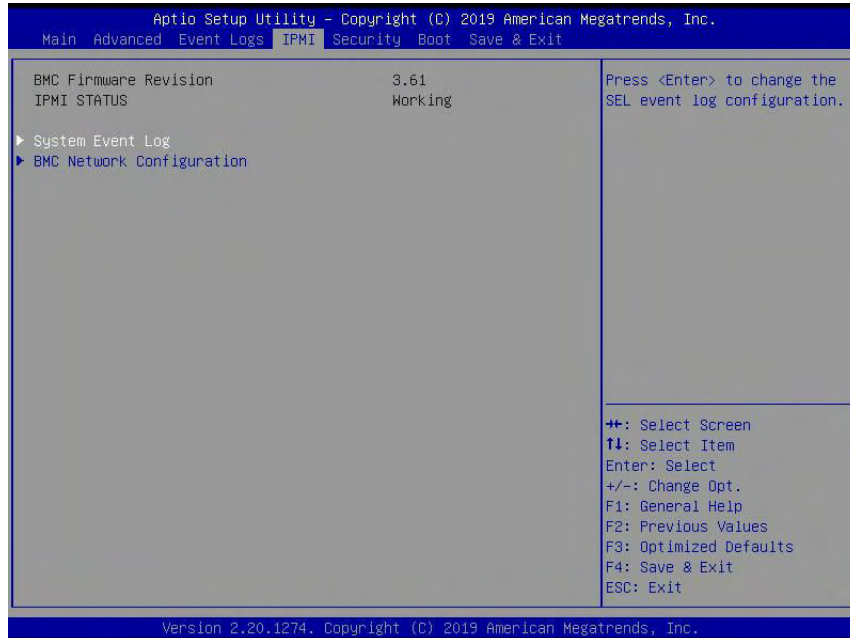 Aptio Setup Utility – Copyright (C) 2019 American Megatrends, Inc.
Main Advanced Event Logs IPMI Security Boot Save & Exit
BMC Firmware Revision 3.61
IPMI STATUS Working
▶ System Event Log
▶ BMC Network Configuration
Press <Enter> to change the
SEL event log configuration.
→←: Select Screen
↑↓: Select Item
Enter: Select
+/-: Change Opt.
F1: General Help
F2: Previous Values
F3: Optimized Defaults
F4: Save & Exit
ESC: Exit
Version 2.20.1274. Copyright (C) 2019 American Megatrends, Inc.